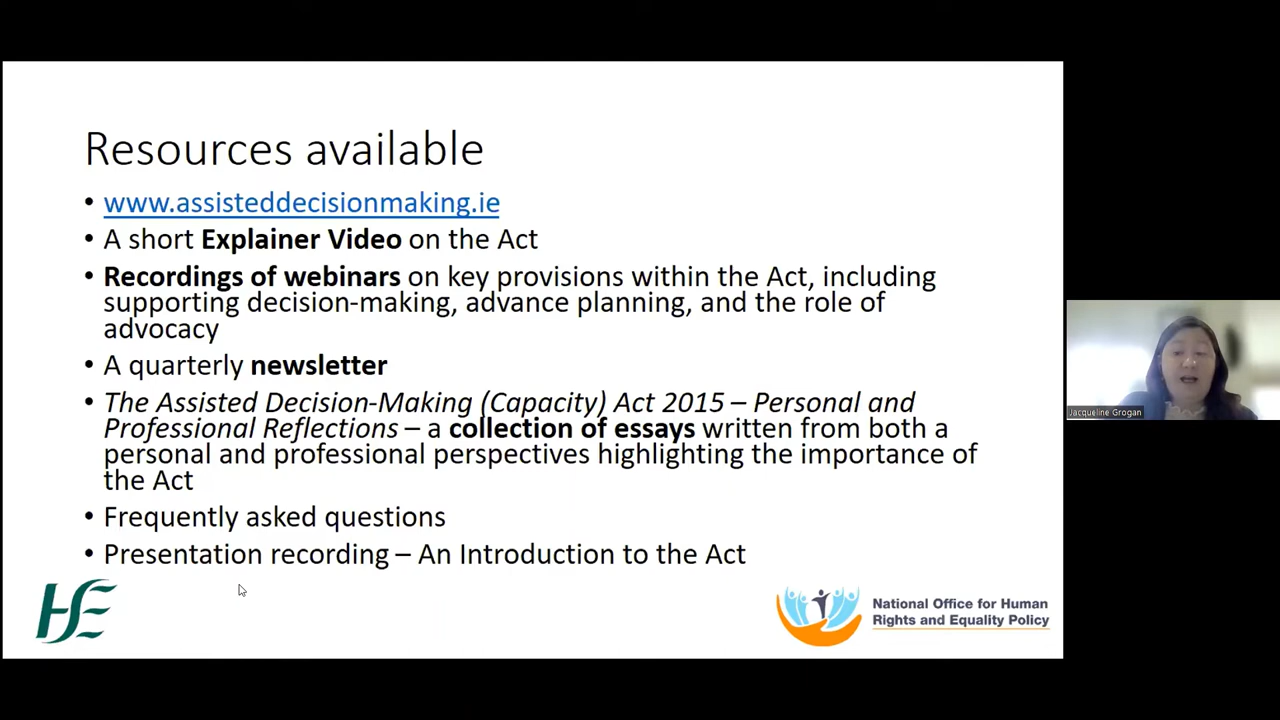 Resources available
• www.assisteddecisionmaking.ie
• A short Explainer Video on the Act
• Recordings of webinars on key provisions within the Act, including
supporting decision-making, advance planning, and the role of
advocacy
• A quarterly newsletter
• The Assisted Decision-Making (Capacity) Act 2015 – Personal and
Professional Reflections – a collection of essays written from both a
personal and professional perspectives highlighting the importance of
the Act
• Frequently asked questions
• Presentation recording – An Introduction to the Act
HSE
National Office for Human
Rights and Equality Policy
Jacqueline Grogan